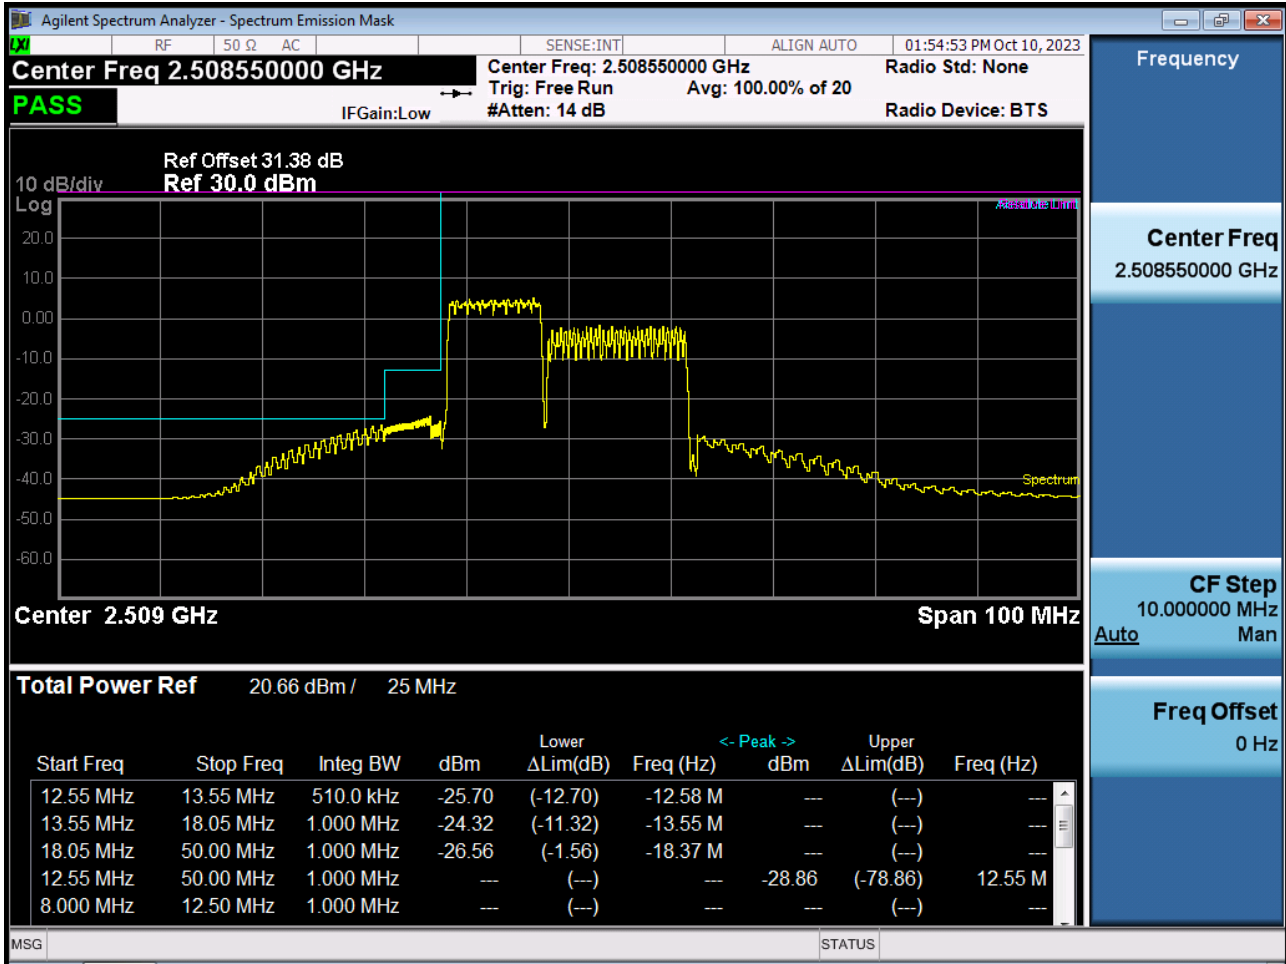 Agilent Spectrum Analyzer - Spectrum Emission Mask
LXI RF 50 Ω AC SENSE:INT ALIGN AUTO 01:54:53 PM Oct 10, 2023
Center Freq 2.508550000 GHz
Center Freq: 2.508550000 GHz
Radio Std: None
Trig: Free Run Avg: 100.00% of 20
PASS
IFGain:Low
#Atten: 14 dB
Radio Device: BTS
Ref Offset 31.38 dB
10 dB/div Ref 30.0 dBm
Log
20.0
10.0
0.00
-10.0
-20.0
-30.0
-40.0
-50.0
-60.0
Limit
Spectrum
Center 2.509 GHz Span 100 MHz
Total Power Ref 20.66 dBm / 25 MHz
Lower <- Peak -> Upper
Start Freq Stop Freq Integ BW dBm ΔLim(dB) Freq (Hz) dBm ΔLim(dB) Freq (Hz)
12.55 MHz 13.55 MHz 510.0 kHz -25.70 (-12.70) -12.58 M --- (---) ---
13.55 MHz 18.05 MHz 1.000 MHz -24.32 (-11.32) -13.55 M --- (---) ---
18.05 MHz 50.00 MHz 1.000 MHz -26.56 (-1.56) -18.37 M --- (---) ---
12.55 MHz 50.00 MHz 1.000 MHz --- (---) --- -28.86 (-78.86) 12.55 M
8.000 MHz 12.50 MHz 1.000 MHz --- (---) --- --- (---) ---
MSG STATUS
Frequency
Center Freq
2.508550000 GHz
CF Step
10.000000 MHz
Auto Man
Freq Offset
0 Hz